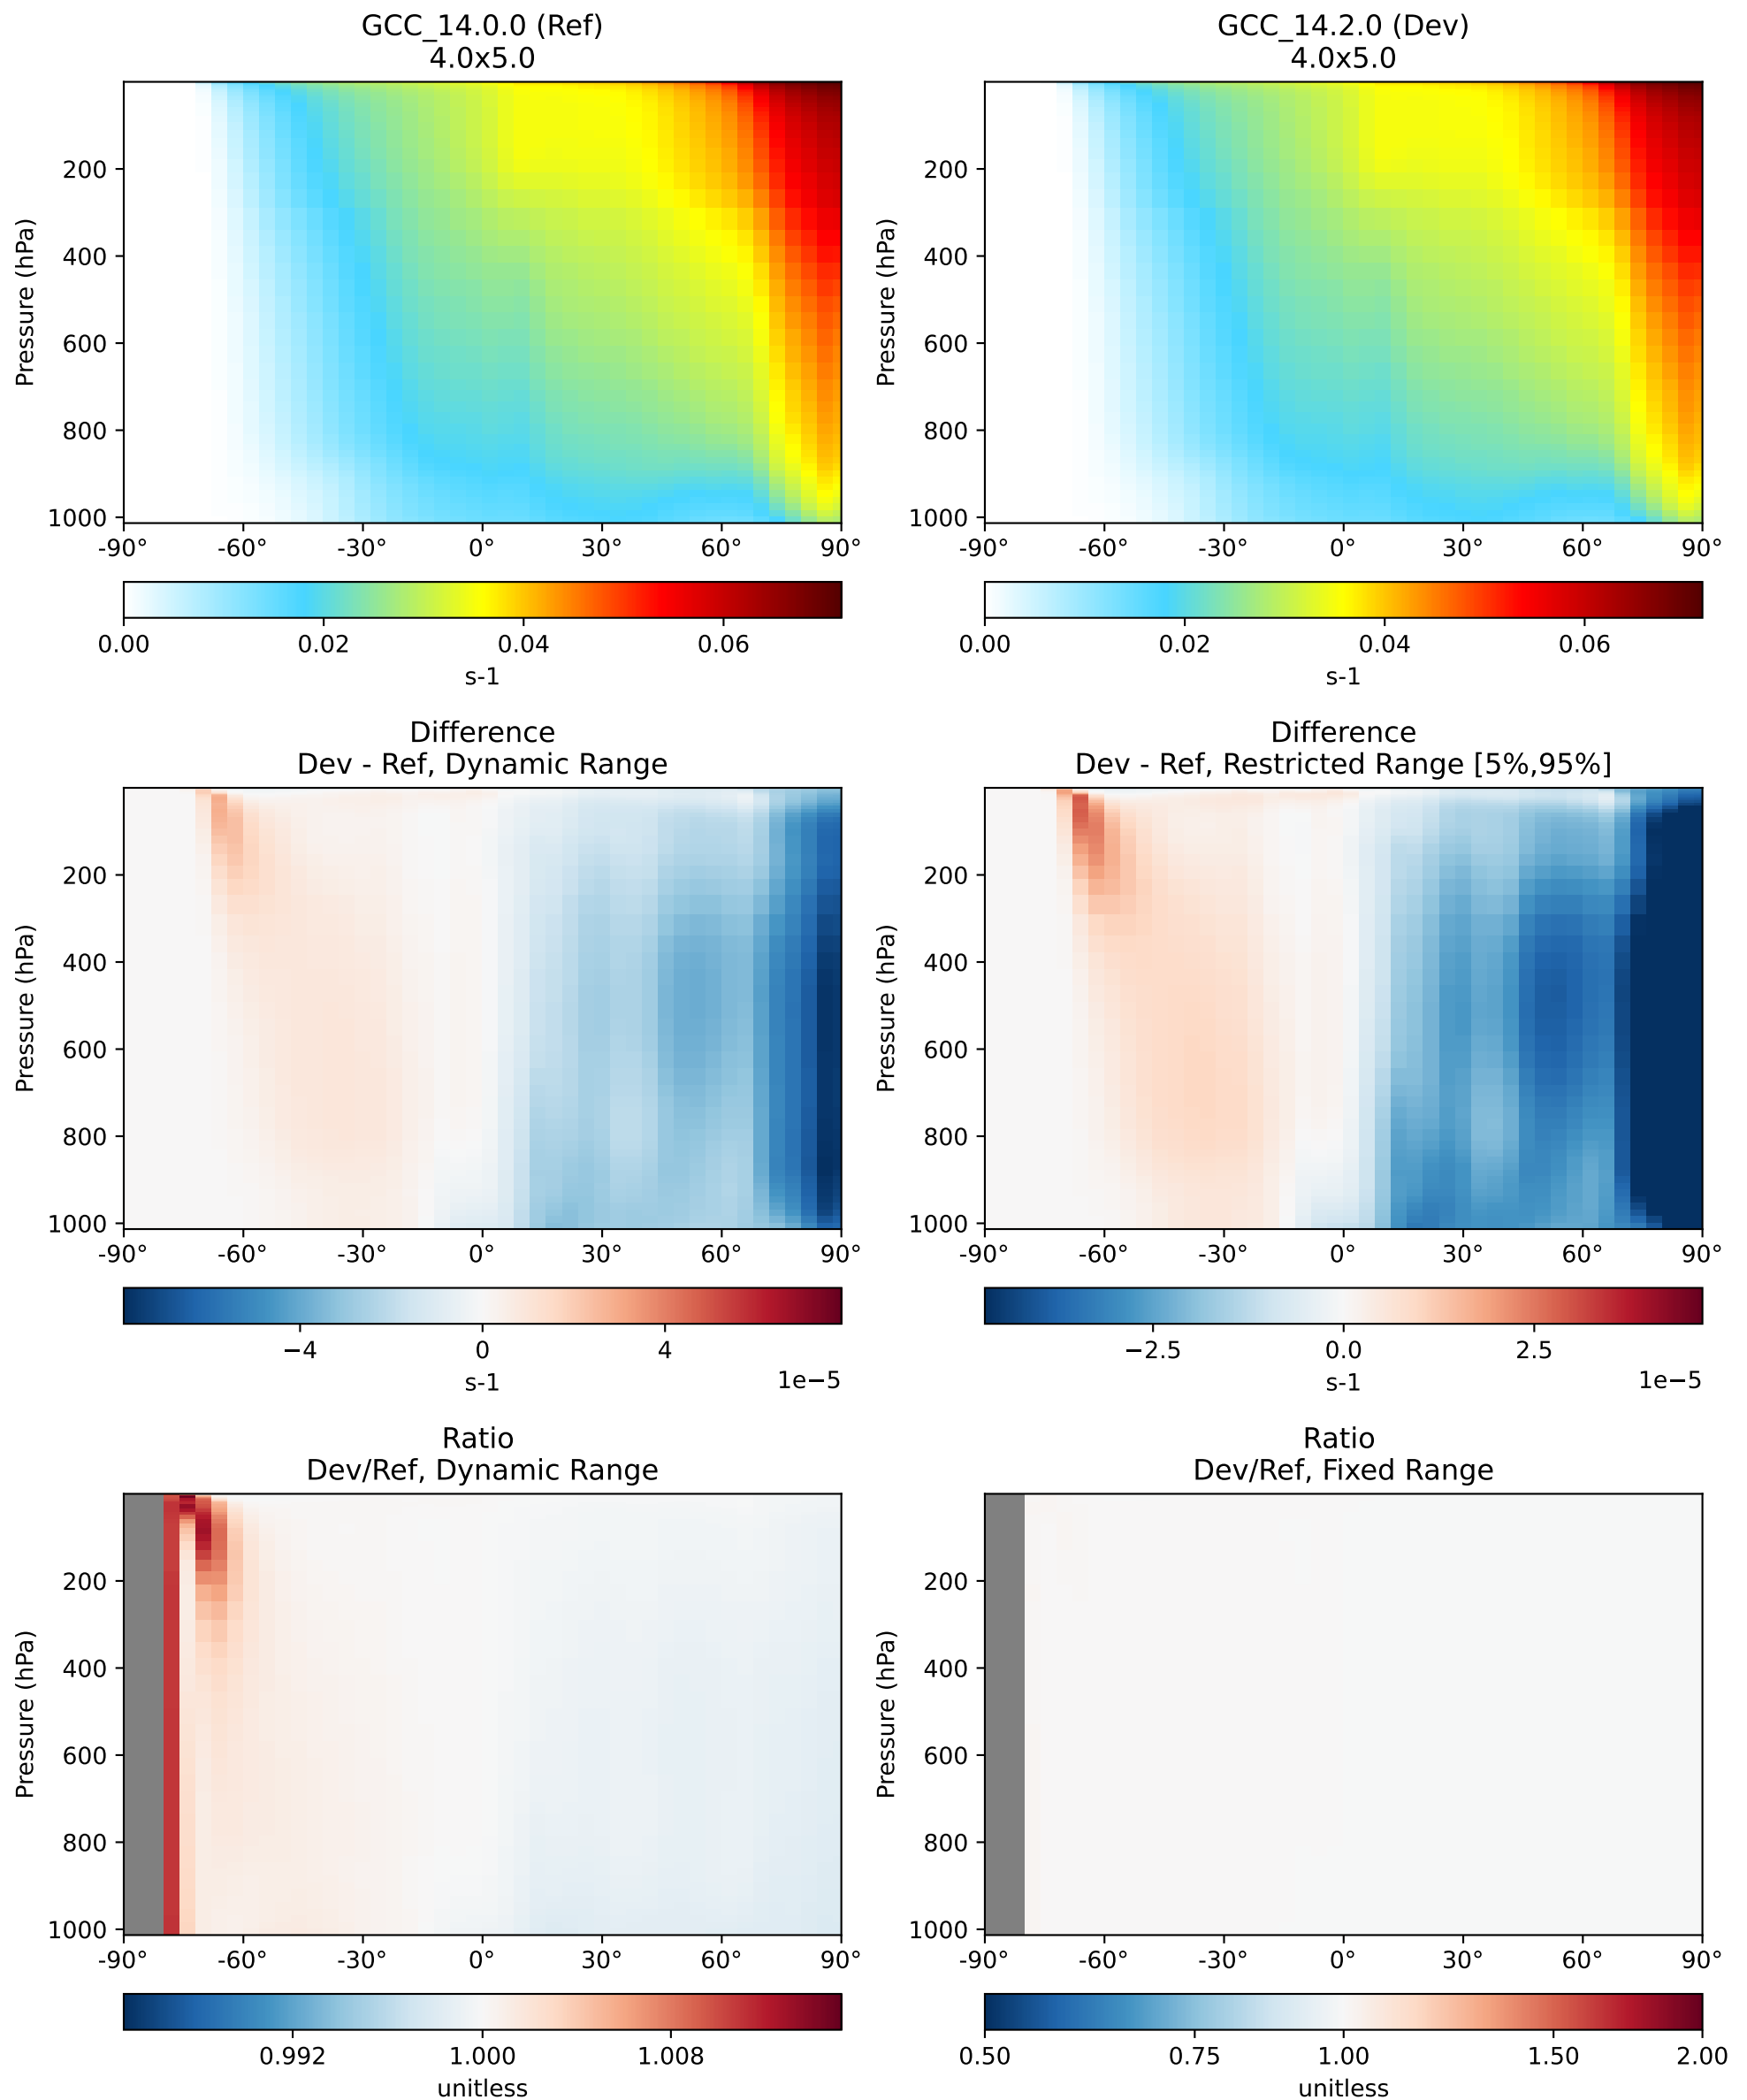 GCC_14.0.0 (Ref)
4.0x5.0
Pressure (hPa)
200
400
600
800
1000
-90° -60° -30° 0° 30° 60° 90°
0.00 0.02 0.04 0.06
s-1
GCC_14.2.0 (Dev)
4.0x5.0
Pressure (hPa)
200
400
600
800
1000
-90° -60° -30° 0° 30° 60° 90°
0.00 0.02 0.04 0.06
s-1
Difference
Dev - Ref, Dynamic Range
Pressure (hPa)
200
400
600
800
1000
-90° -60° -30° 0° 30° 60° 90°
−4 0 4
s-1 1e−5
Difference
Dev - Ref, Restricted Range [5%,95%]
Pressure (hPa)
200
400
600
800
1000
-90° -60° -30° 0° 30° 60° 90°
−2.5 0.0 2.5
s-1 1e−5
Ratio
Dev/Ref, Dynamic Range
Pressure (hPa)
200
400
600
800
1000
-90° -60° -30° 0° 30° 60° 90°
0.992 1.000 1.008
unitless
Ratio
Dev/Ref, Fixed Range
Pressure (hPa)
200
400
600
800
1000
-90° -60° -30° 0° 30° 60° 90°
0.50 0.75 1.00 1.50 2.00
unitless